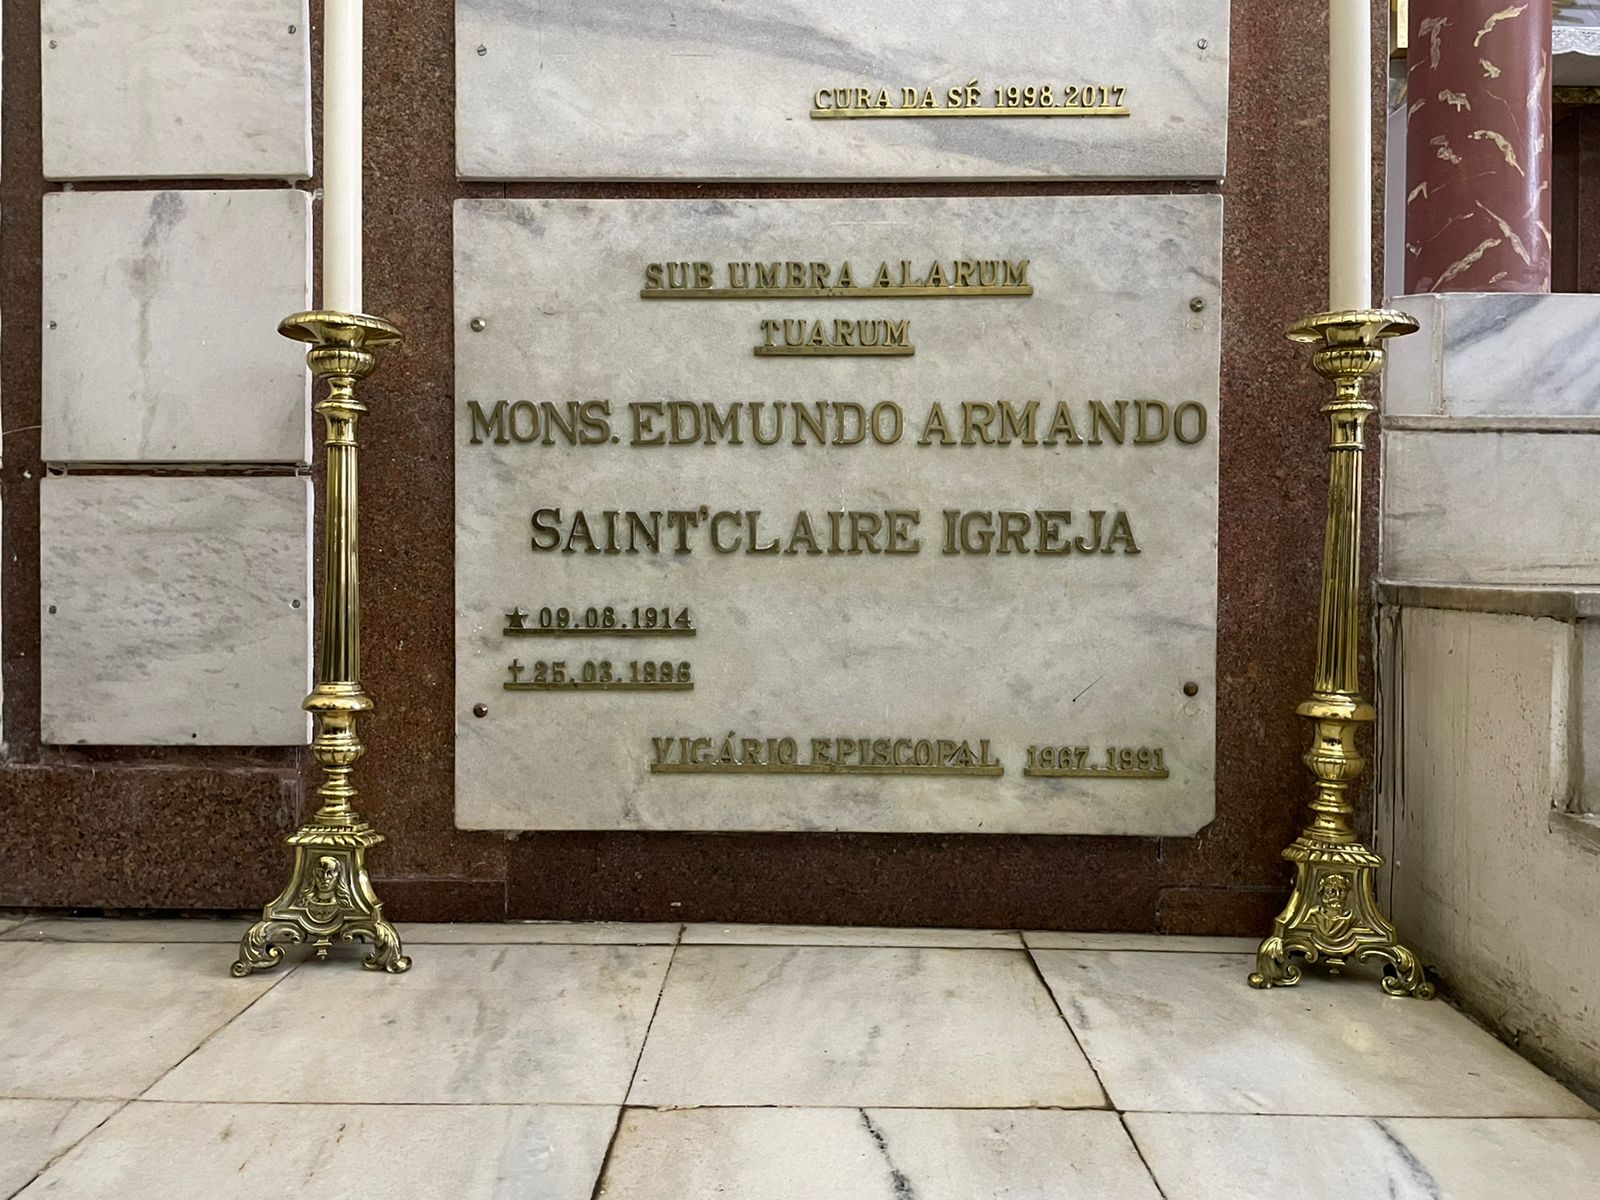 CURA DA SÉ 1998.2017
SUB UMBRA ALARUM
TUARUM
MONS. EDMUNDO ARMANDO
SAINT'CLAIRE IGREJA
★ 09.08.1914
† 25.03.1996
VIGÁRIO EPISCOPAL 1967.1991